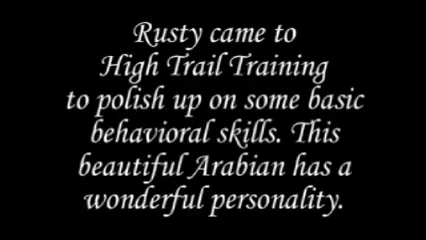 Rusty came to
High Trail Training
to polish up on some basic
behavioral skills. This
beautiful Arabian has a
wonderful personality.